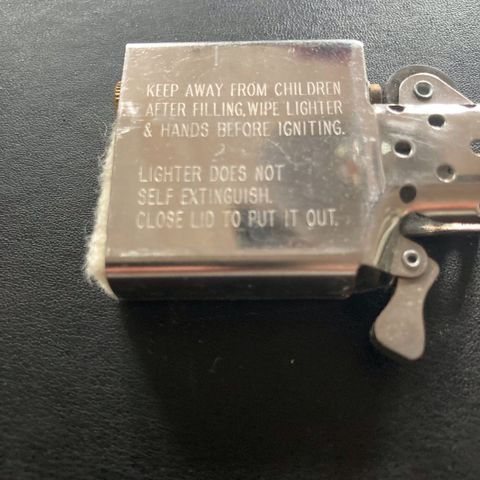 KEEP AWAY FROM CHILDREN
AFTER FILLING, WIPE LIGHTER
& HANDS BEFORE IGNITING.
LIGHTER DOES NOT
SELF EXTINGUISH.
CLOSE LID TO PUT IT OUT.